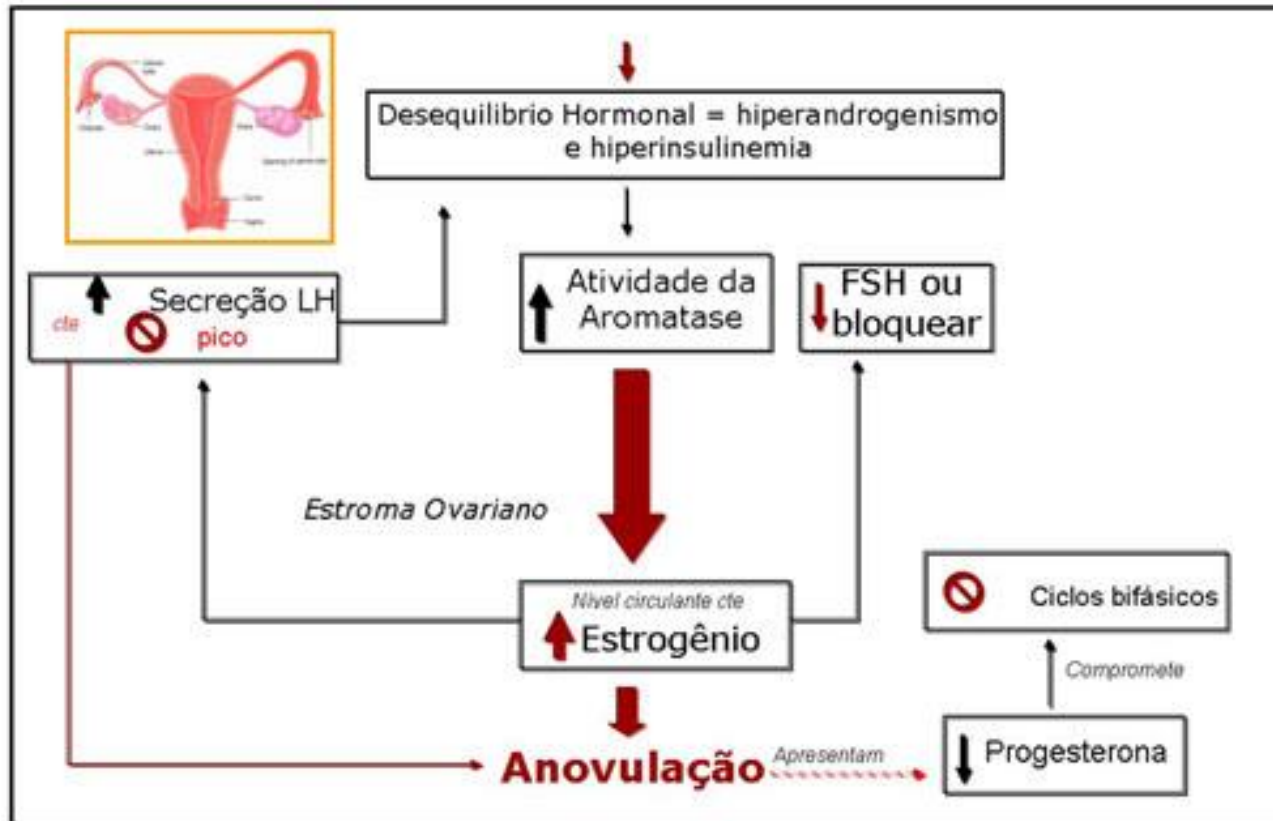 Desequilibrio Hormonal = hiperandrogenismo
e hiperinsulinemia
Secreção LH
cte
pico
Atividade da
Aromatase
FSH ou
bloquear
Estroma Ovariano
Nivel circulante cte
Estrogênio
Ciclos bifásicos
Compromete
Anovulação
Apresentam
Progesterona